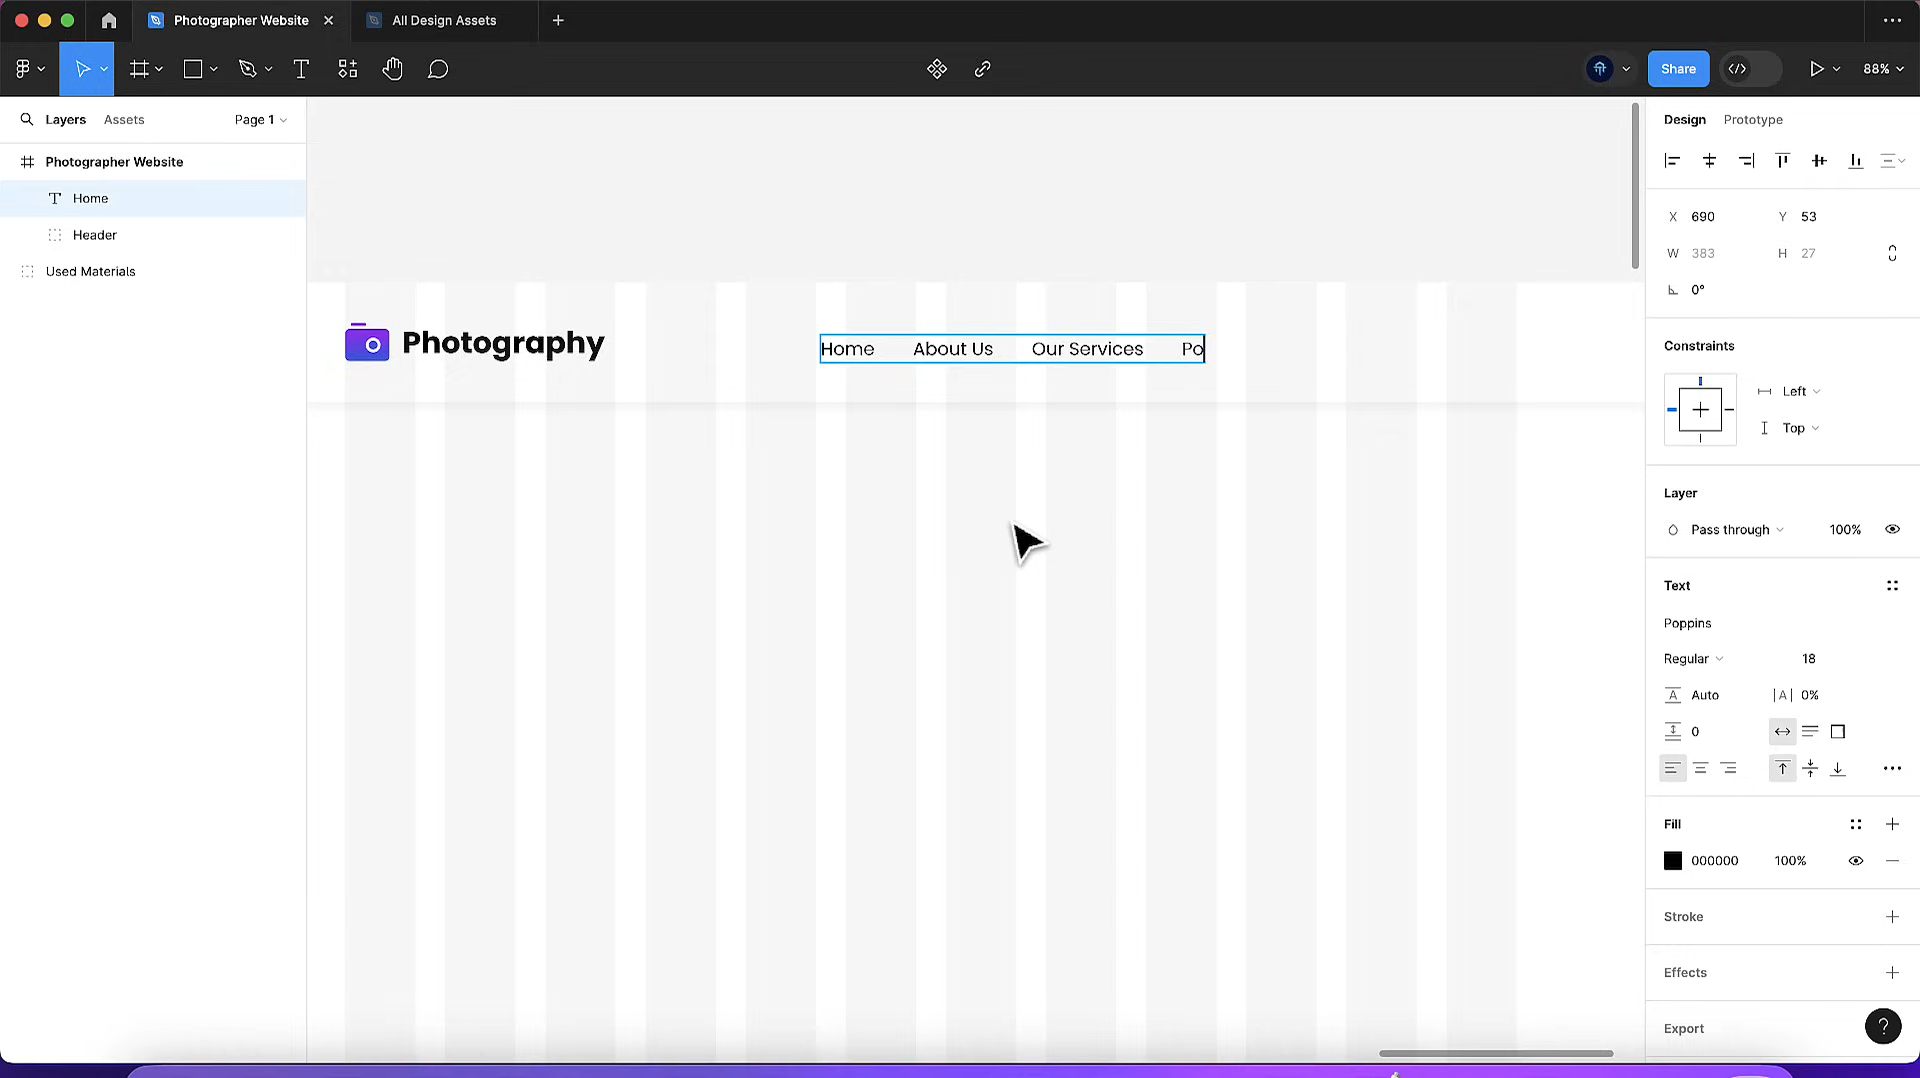 Photographer Website
All Design Assets
Share
88%
Layers
Assets
Page 1
Photographer Website
Home
Header
Used Materials
Photography
Home About Us Our Services Po
Design
Prototype
X 690 Y 53
W 383 H 27
0°
Constraints
Left
Top
Layer
Pass through 100%
Text
Poppins
Regular 18
A Auto |A| 0%
0
Fill
000000 100%
Stroke
Effects
Export
?